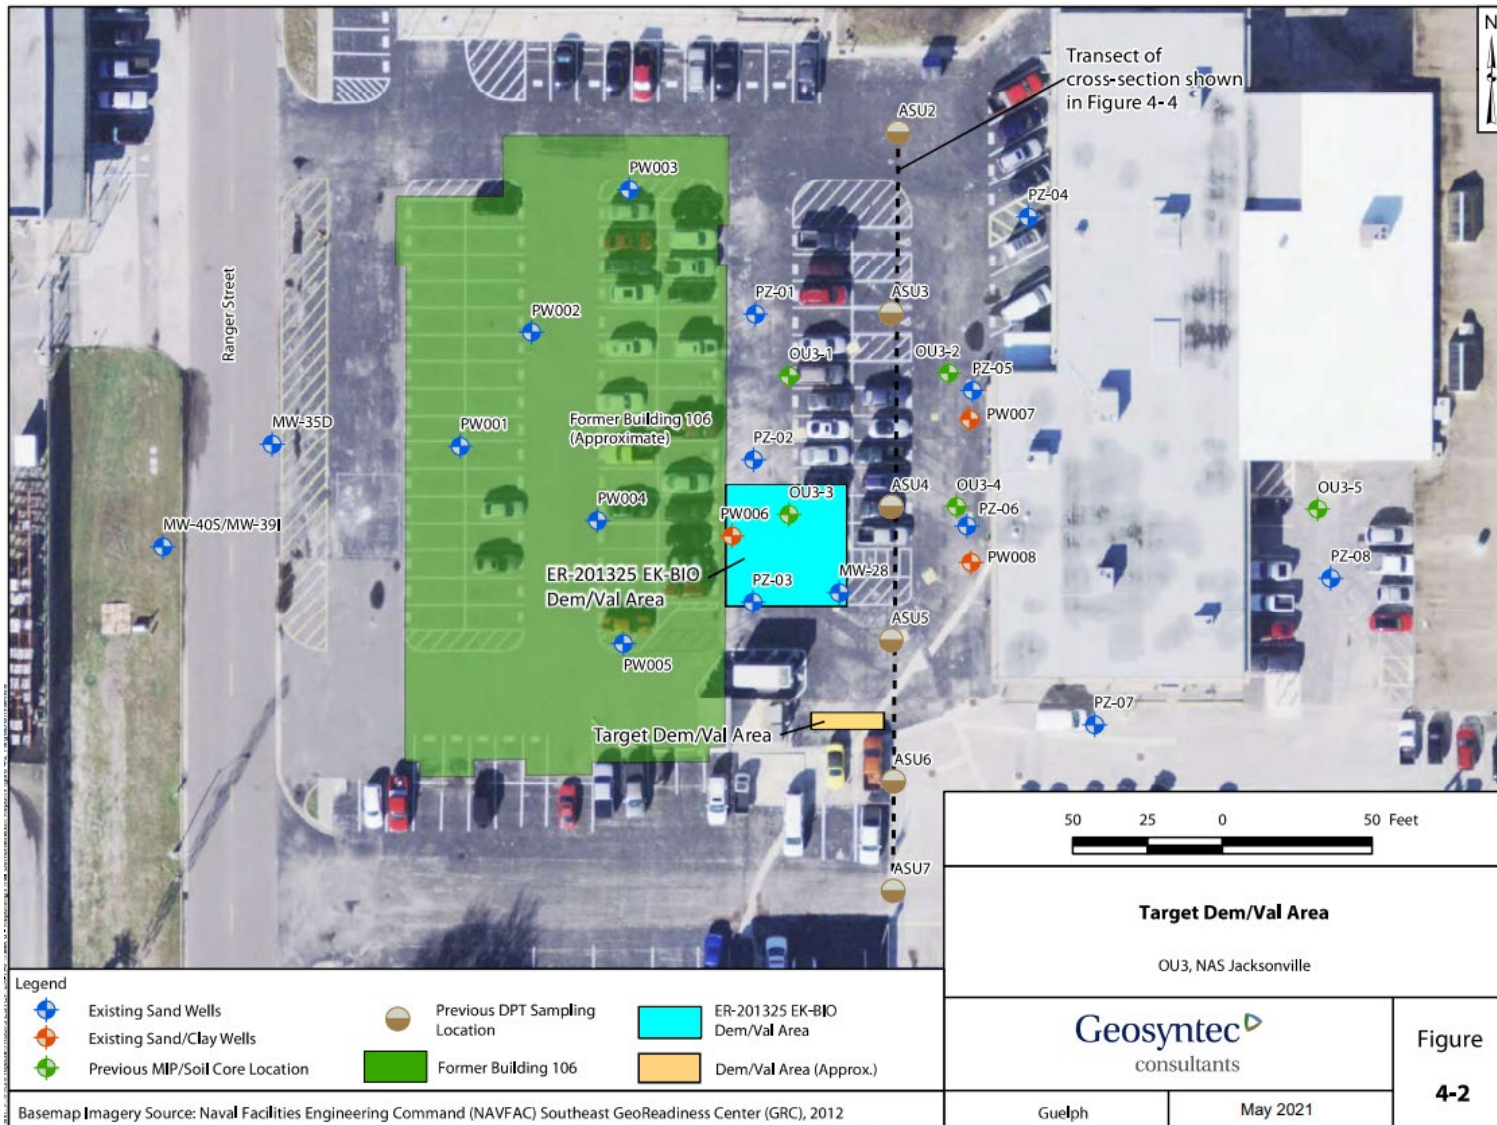 N
Transect of
cross-section shown
in Figure 4-4
ASU2
PW003
PZ-04
Ranger Street
PZ-01
ASU3
PW002
OU3-1
OU3-2
PZ-05
PW007
MW-35D
PW001
Former Building 106
(Approximate)
PZ-02
MW-40S/MW-39I
PW004
PW006
OU3-3
ASU4
OU3-4
PZ-06
OU3-5
PW008
PZ-08
ER-201325 EK-BIO
Dem/Val Area
PZ-03
MW-28
ASU5
PW005
PZ-07
Target Dem/Val Area
ASU6
ASU7
50 25 0 50 Feet
Target Dem/Val Area
OU3, NAS Jacksonville
Legend
Existing Sand Wells
Existing Sand/Clay Wells
Previous MIP/Soil Core Location
Previous DPT Sampling
Location
Former Building 106
ER-201325 EK-BIO
Dem/Val Area
Dem/Val Area (Approx.)
Geosyntec
consultants
Figure
4-2
Basemap Imagery Source: Naval Facilities Engineering Command (NAVFAC) Southeast GeoReadiness Center (GRC), 2012
Guelph
May 2021